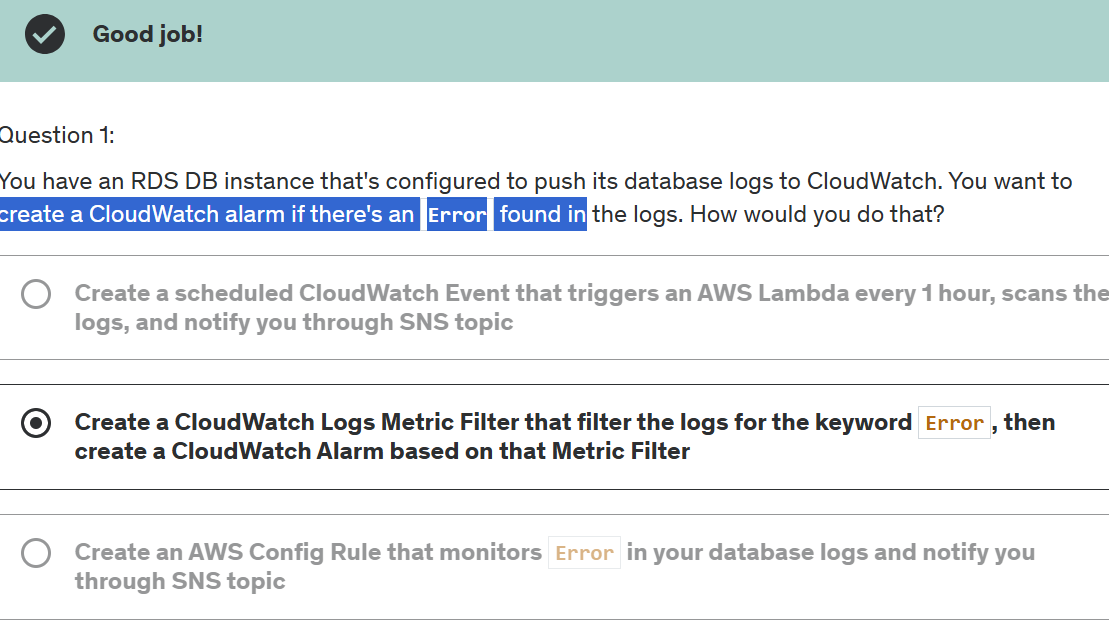 Good job!
Question 1:
You have an RDS DB instance that's configured to push its database logs to CloudWatch. You want to
create a CloudWatch alarm if there's an Error found in the logs. How would you do that?
Create a scheduled CloudWatch Event that triggers an AWS Lambda every 1 hour, scans the
logs, and notify you through SNS topic
Create a CloudWatch Logs Metric Filter that filter the logs for the keyword Error, then
create a CloudWatch Alarm based on that Metric Filter
Create an AWS Config Rule that monitors Error in your database logs and notify you
through SNS topic